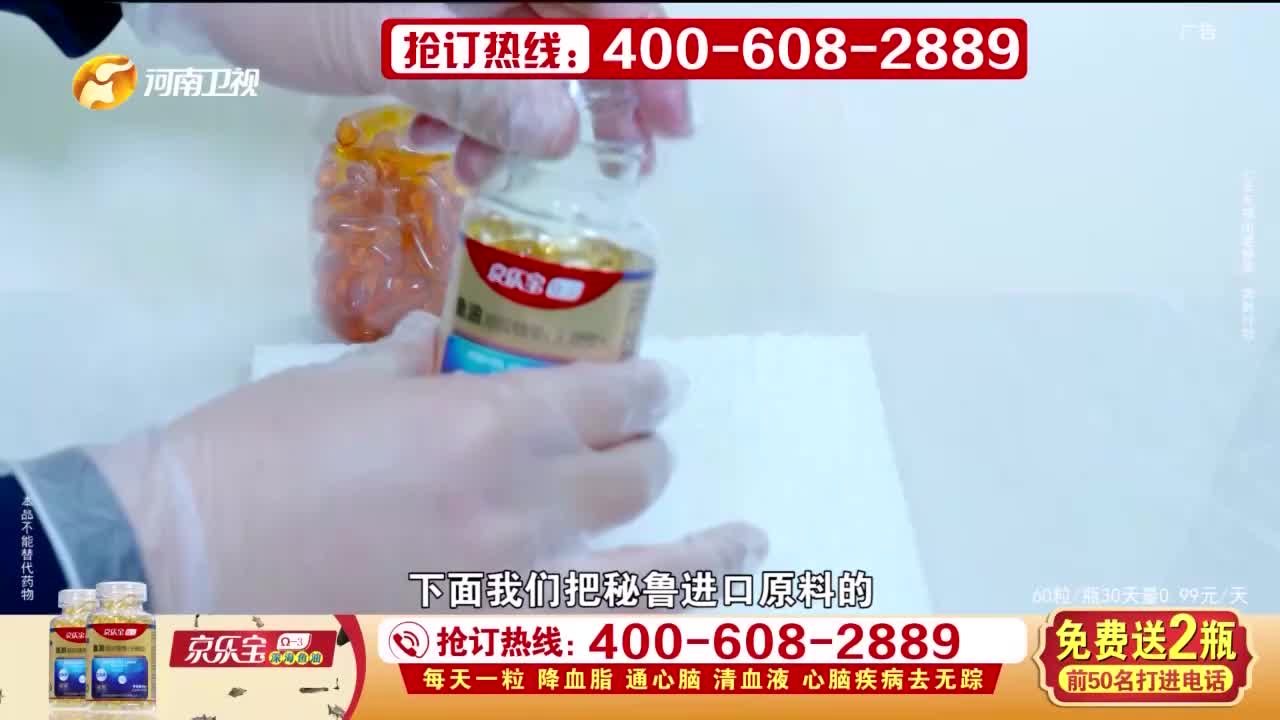 抢订热线：400-608-2889
广告
河南卫视
京乐宝
本品不能替代药物
下面我们把秘鲁进口原料的
60粒/瓶30天量0.99元/天
京乐宝 Ω-3
深海鱼油
抢订热线：400-608-2889
每天一粒 降血脂 通心脑 清血液 心脑疾病去无踪
免费送2瓶
前50名打进电话